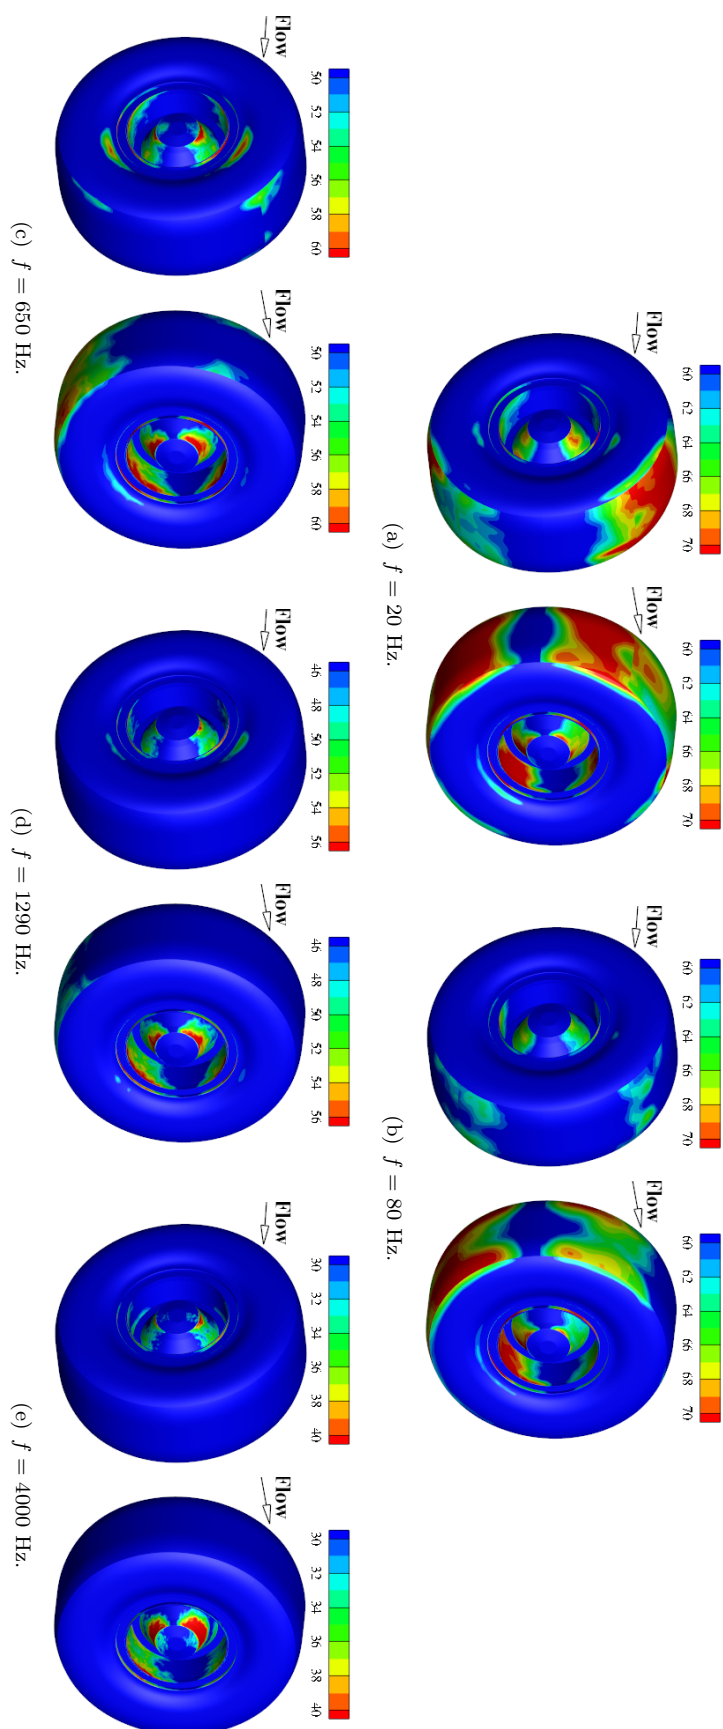 Flow
60 62 64 66 68 70
Flow
60 62 64 66 68 70
(a) f = 20 Hz.
Flow
60 62 64 66 68 70
Flow
60 62 64 66 68 70
(b) f = 80 Hz.
Flow
50 52 54 56 58 60
Flow
50 52 54 56 58 60
(c) f = 650 Hz.
Flow
46 48 50 52 54 56
Flow
46 48 50 52 54 56
(d) f = 1290 Hz.
Flow
30 32 34 36 38 40
Flow
30 32 34 36 38 40
(e) f = 4000 Hz.